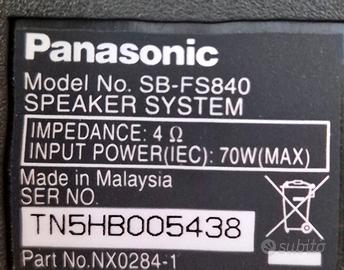 Panasonic
Model No. SB-FS840
SPEAKER SYSTEM
IMPEDANCE: 4 Ω
INPUT POWER(IEC): 70W(MAX)
Made in Malaysia
SER NO.
TN5HB005438
Part No.NX0284-1
subito